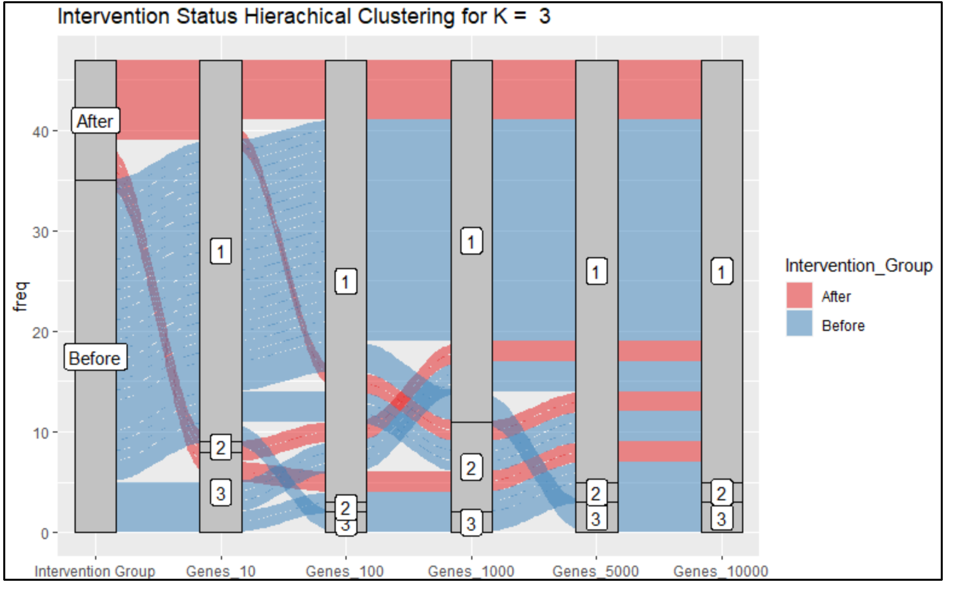 Intervention Status Hierachical Clustering for K = 3
freq
40
30
20
10
0
After
Before
1
2
3
1
2
3
1
2
3
1
2
3
1
2
3
Intervention Group
Genes_10
Genes_100
Genes_1000
Genes_5000
Genes_10000
Intervention_Group
After
Before